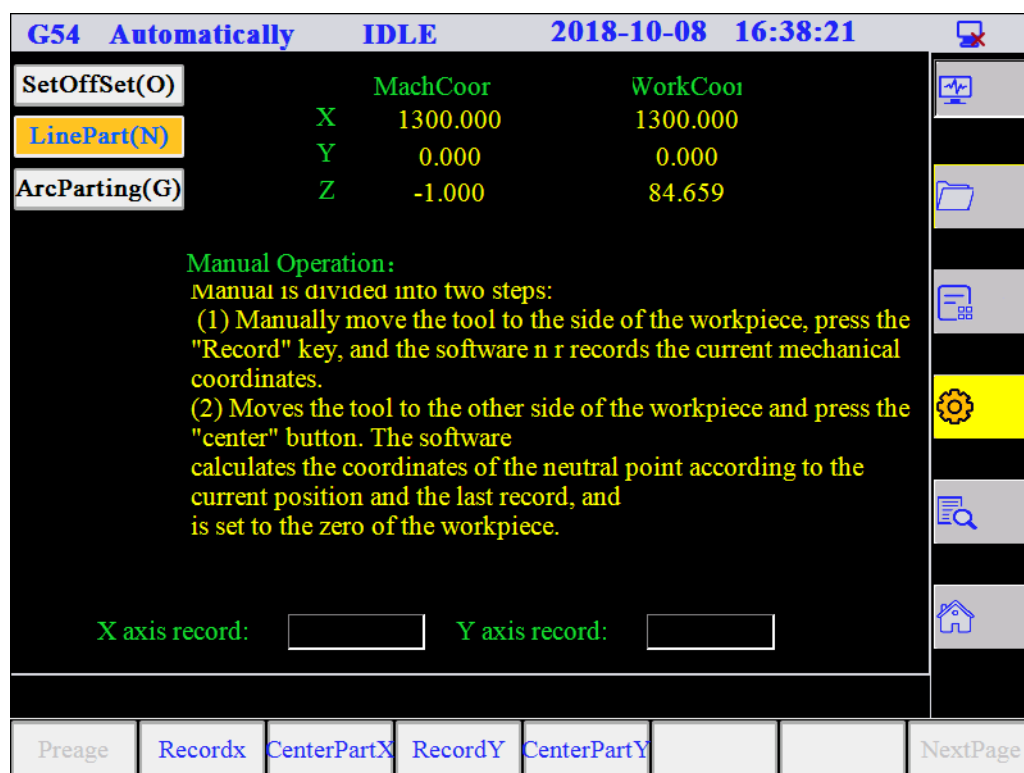 G54 Automatically IDLE 2018-10-08 16:38:21
SetOffSet(O)
LinePart(N)
ArcParting(G)
MachCoor WorkCoor
X 1300.000 1300.000
Y 0.000 0.000
Z -1.000 84.659
Manual Operation：
Manual is divided into two steps:
(1) Manually move the tool to the side of the workpiece, press the
"Record" key, and the software n r records the current mechanical
coordinates.
(2) Moves the tool to the other side of the workpiece and press the
"center" button. The software
calculates the coordinates of the neutral point according to the
current position and the last record, and
is set to the zero of the workpiece.
X axis record: Y axis record:
Preage Recordx CenterPartX RecordY CenterPartY NextPage